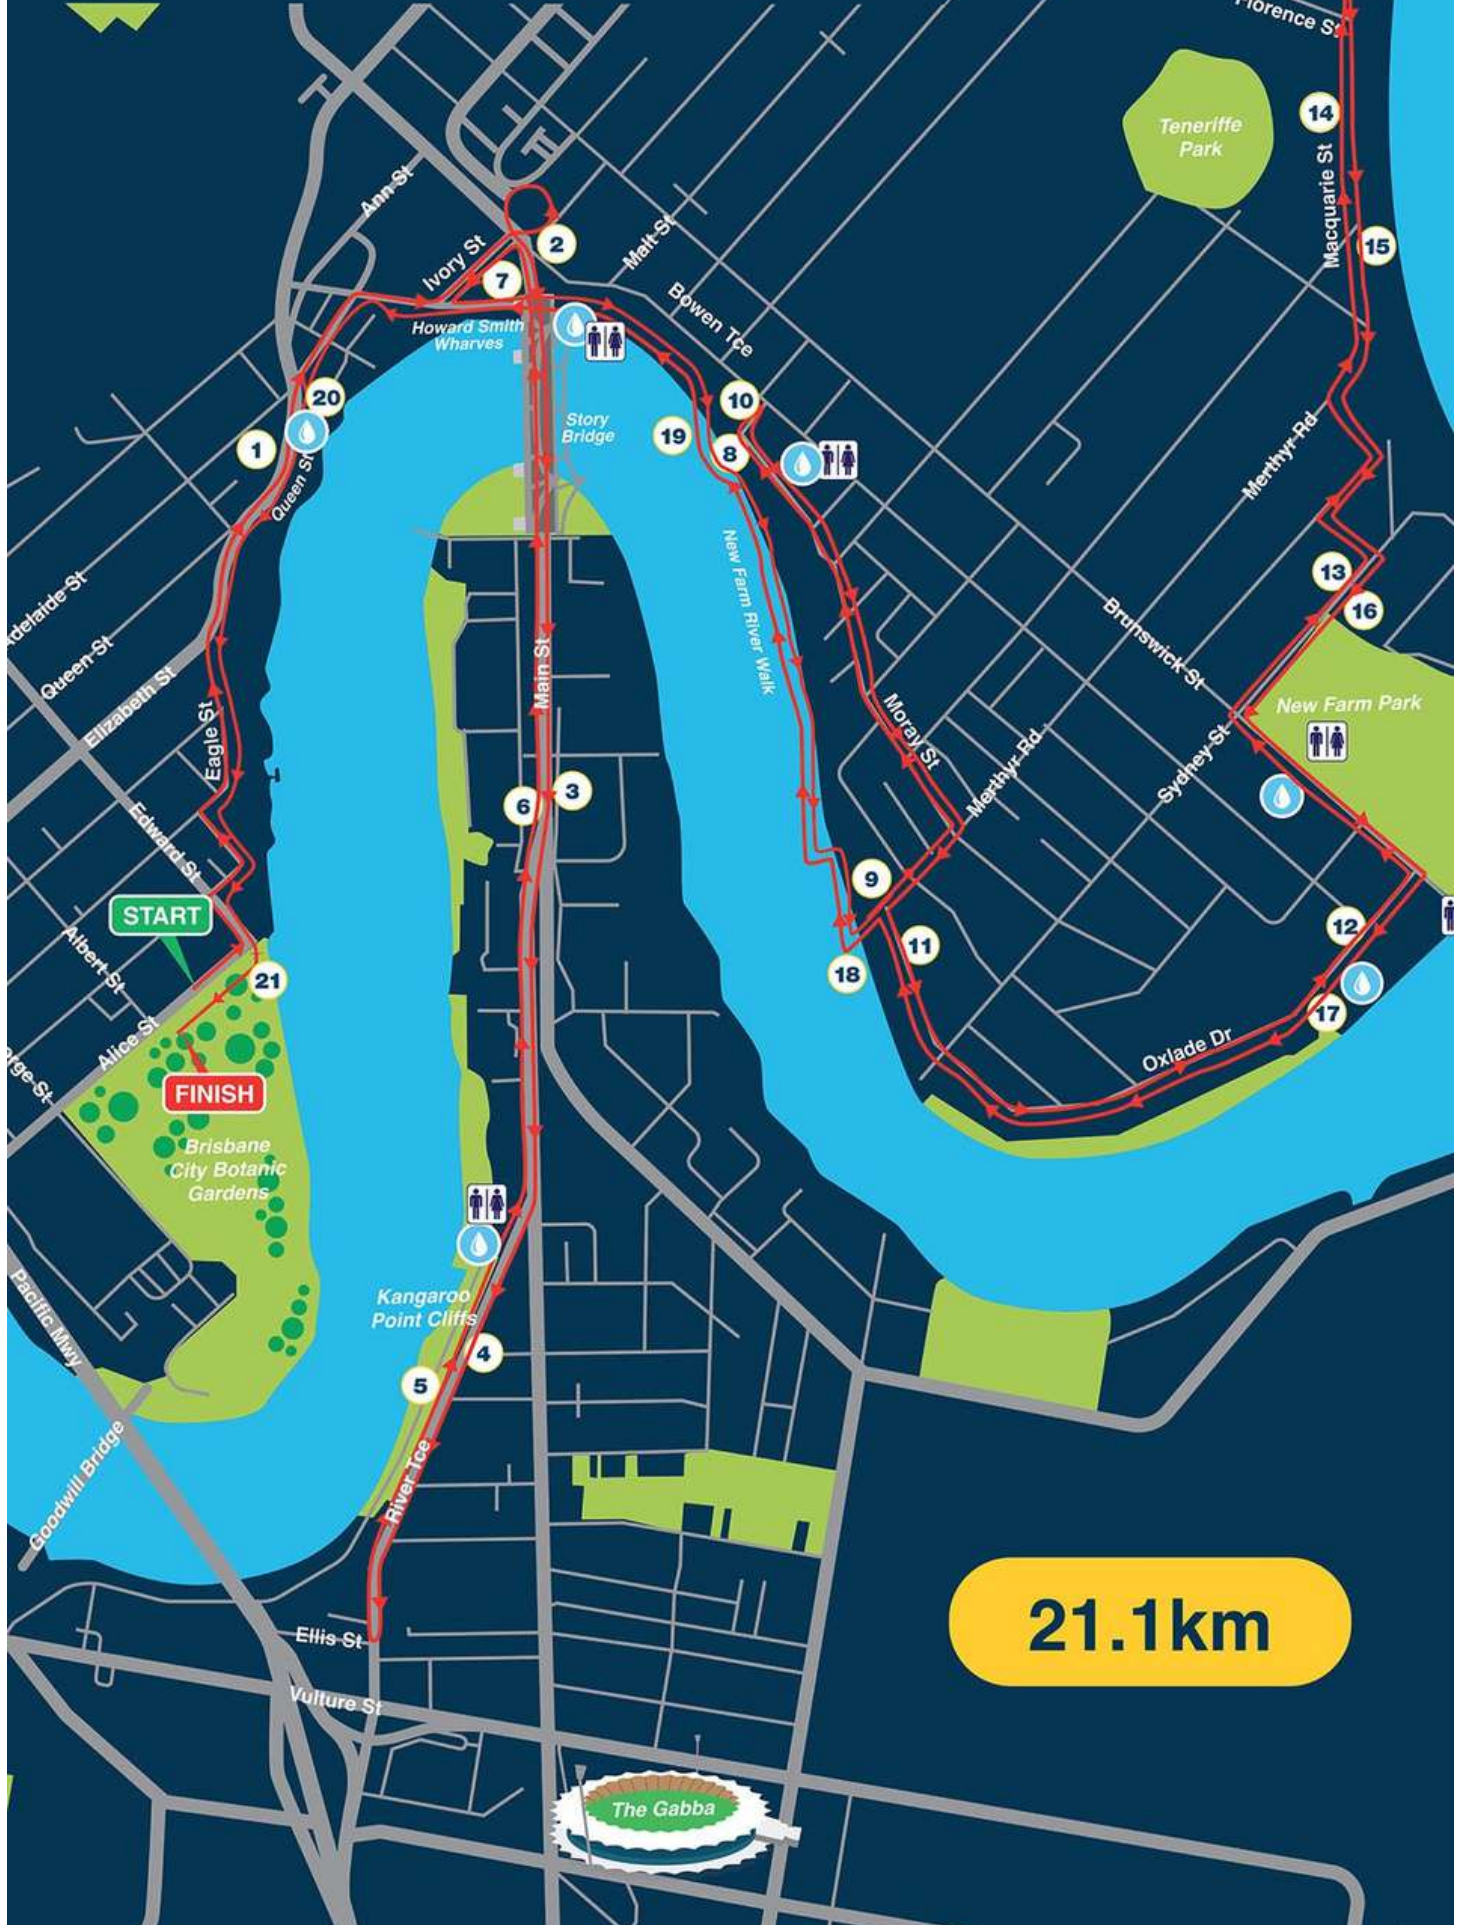 Florence St
14
Teneriffe
Park
Macquarie St
15
Ann St
2
Malt St
Ivory St
7
Bowen Tce
Howard Smith
Wharves
20
10
Story
Bridge
19
8
1
Queen St
Merthyr Rd
New Farm River Walk
13
16
Adelaide St
Queen St
Brunswick St
Elizabeth St
Main St
New Farm Park
Eagle St
Moray St
Sydney St
Merthyr Rd
6
3
Edward St
9
START
12
11
Albert St
18
21
17
Alice St
Oxlade Dr
FINISH
Brisbane
City Botanic
Gardens
Kangaroo
Point Cliffs
Pacific Mwy
4
5
River Tce
Goodwill Bridge
21.1km
Ellis St
Vulture St
The Gabba